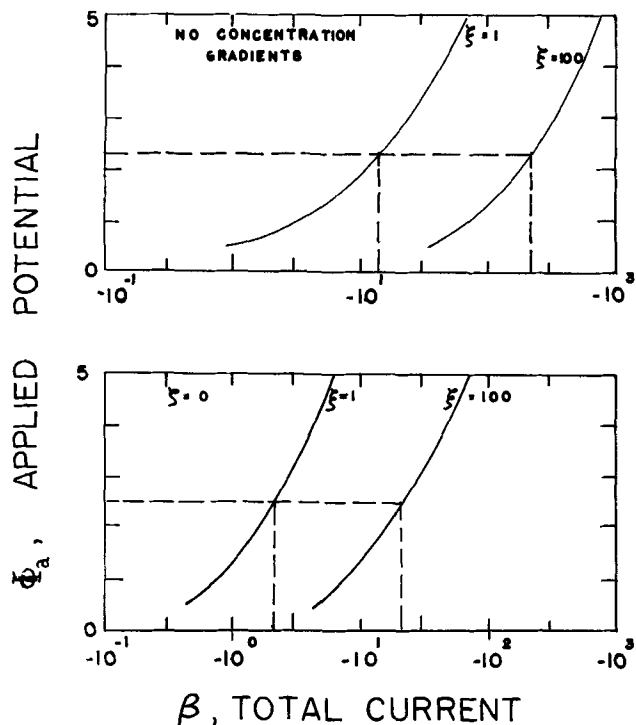 5
NO CONCENTRATION
GRADIENTS
ξ=1
ξ=100
0
-10⁻¹
-10¹
-10³
5
ζ=0
ξ=1
ξ=100
0
-10⁻¹
-10⁰
-10¹
-10²
-10³
Φₐ, APPLIED POTENTIAL
β, TOTAL CURRENT